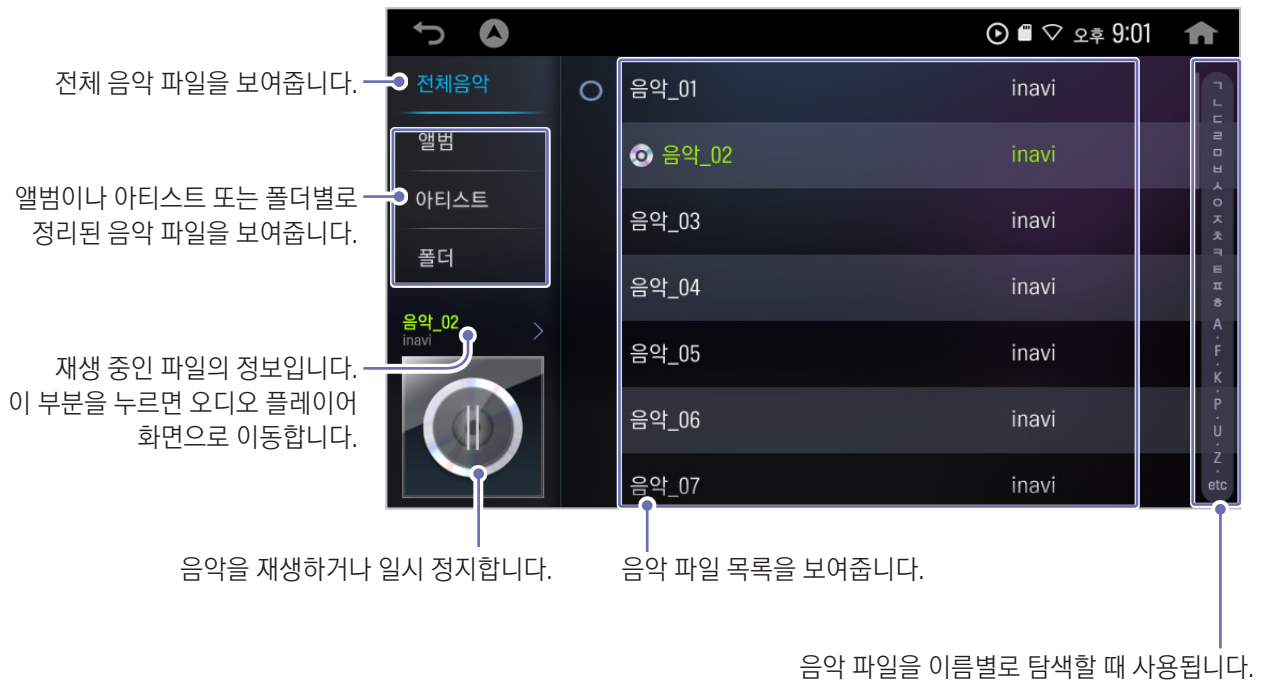 오후 9:01
전체 음악 파일을 보여줍니다.
전체음악
앨범
아티스트
폴더
앨범이나 아티스트 또는 폴더별로
정리된 음악 파일을 보여줍니다.
음악_02
inavi
재생 중인 파일의 정보입니다.
이 부분을 누르면 오디오 플레이어
화면으로 이동합니다.
음악_01 inavi
음악_02 inavi
음악_03 inavi
음악_04 inavi
음악_05 inavi
음악_06 inavi
음악_07 inavi
ㄱ
ㄴ
ㄷ
ㄹ
ㅁ
ㅂ
ㅅ
ㅇ
ㅈ
ㅊ
ㅋ
ㅌ
ㅍ
ㅎ
A
·
F
·
K
·
P
·
U
·
Z
·
etc
음악을 재생하거나 일시 정지합니다.
음악 파일 목록을 보여줍니다.
음악 파일을 이름별로 탐색할 때 사용됩니다.